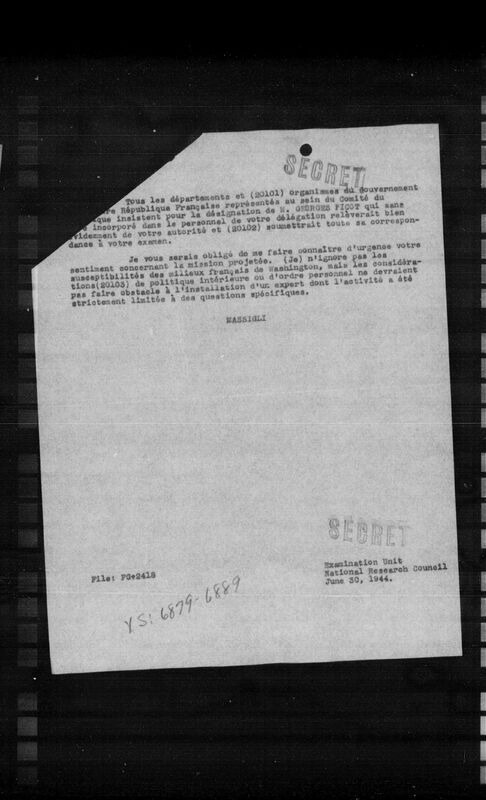 SECRET
Tous les départements et (20101) organismes du gouvernement
République Française représentés au sein du Comité du
que insistent pour la désignation de M. GEORGES PICOT qui sans
incorporé dans le personnel de votre délégation relèverait bien
videmment de votre autorité et (20102) soumettrait toute sa correspon-
dance à votre examen.
Je vous serais obligé de me faire connaître d'urgence votre
sentiment concernant la mission projetée. (Je) n'ignore pas les
susceptibilités des milieux français de Washington, mais les considéra-
tions(20103) de politique intérieure ou d'ordre personnel ne devraient
pas faire obstacle à l'installation d'un expert dont l'activité a été
strictement limitée à des questions spécifiques.
MASSIGLI
SECRET
Examination Unit
National Research Council
June 30, 1944.
File: FG-2418
YS: 6879-6889